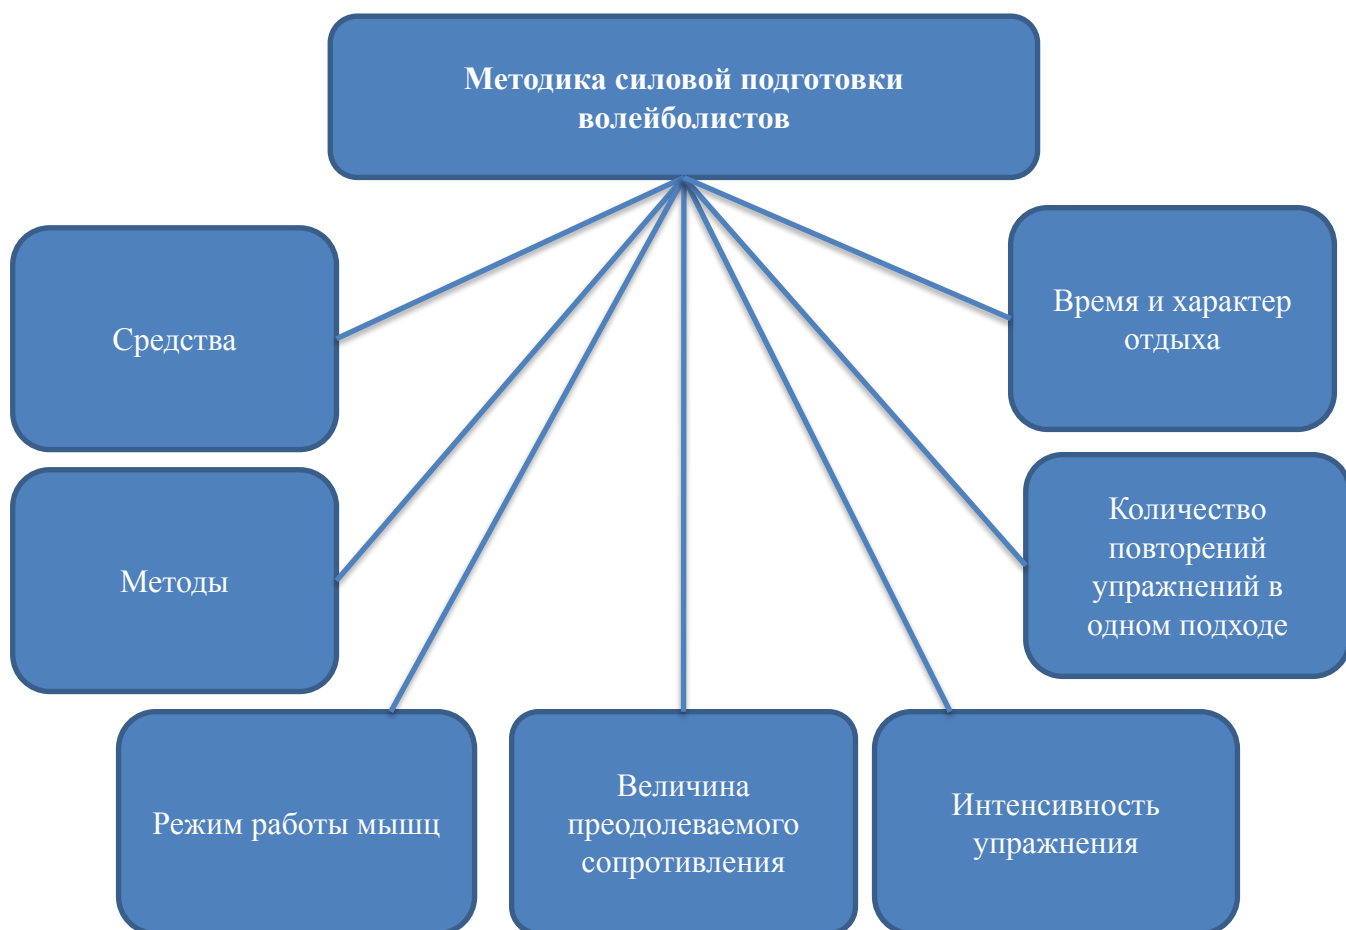 Методика силовой подготовки
волейболистов
Средства
Время и характер
отдыха
Методы
Количество
повторений
упражнений в
одном подходе
Режим работы мышц
Величина
преодолеваемого
сопротивления
Интенсивность
упражнения